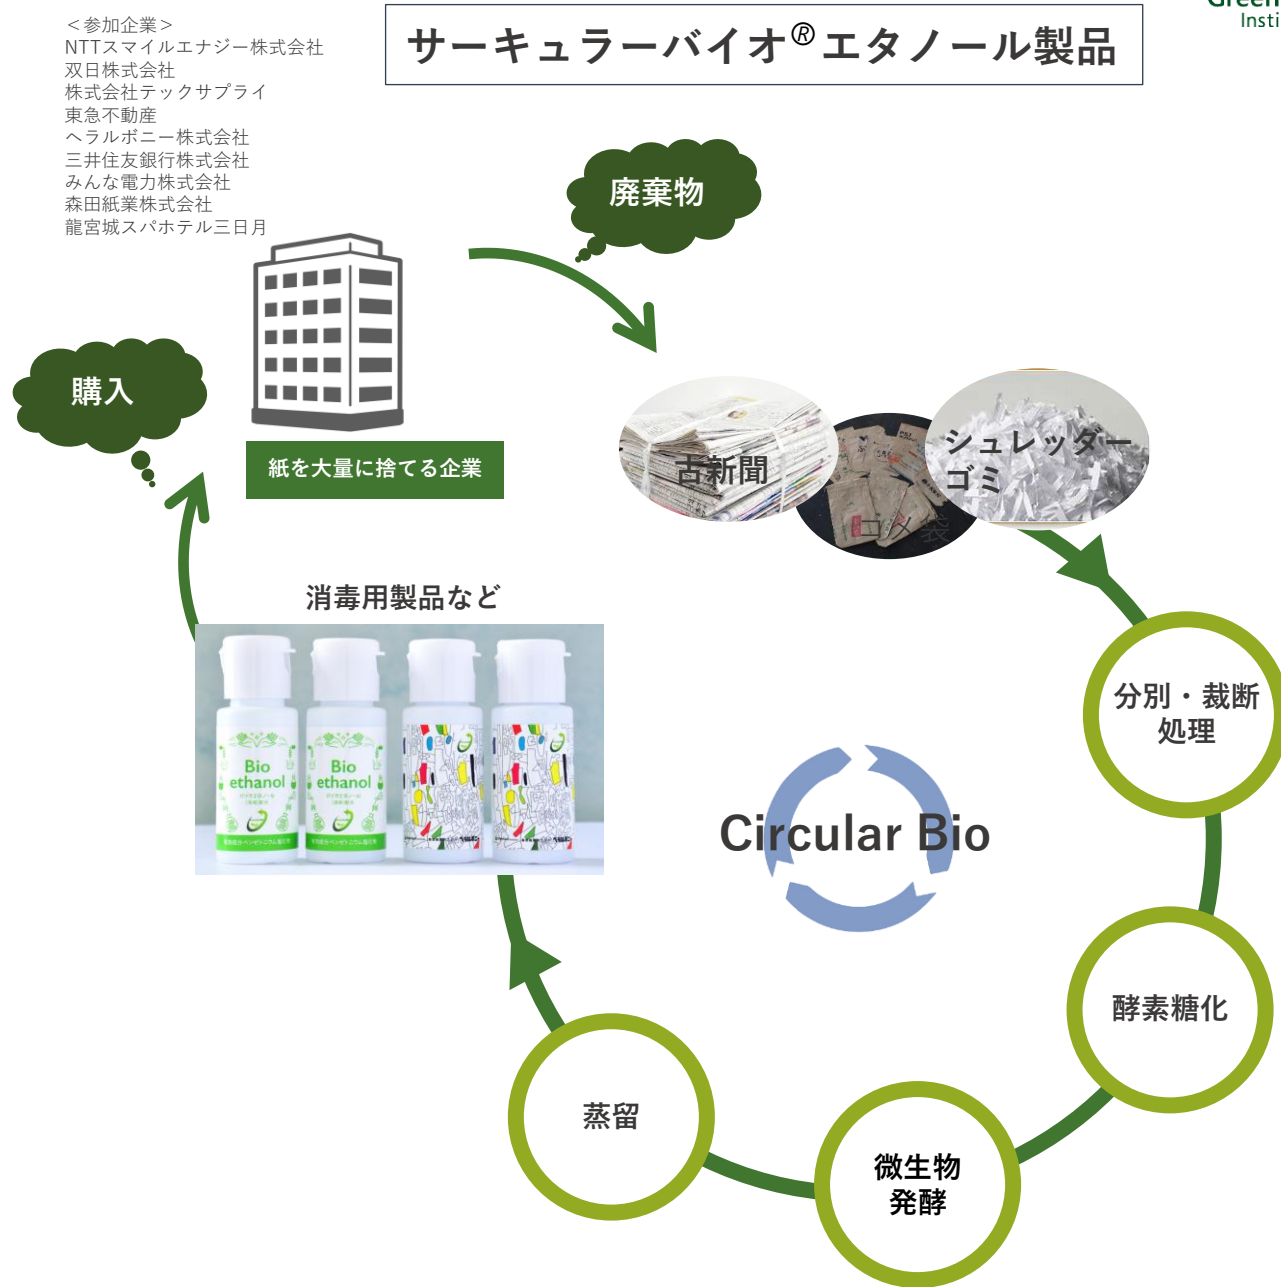 Green
Insti
＜参加企業＞
NTTスマイルエナジー株式会社
双日株式会社
株式会社テックサプライ
東急不動産
ヘラルボニー株式会社
三井住友銀行株式会社
みんな電力株式会社
森田紙業株式会社
龍宮城スパホテル三日月
サーキュラーバイオ®エタノール製品
廃棄物
購入
紙を大量に捨てる企業
古新聞
コメ袋
シュレッダー
ゴミ
消毒用製品など
Bio
ethanol
Bio
ethanol
分別・裁断
処理
Circular Bio
酵素糖化
微生物
発酵
蒸留